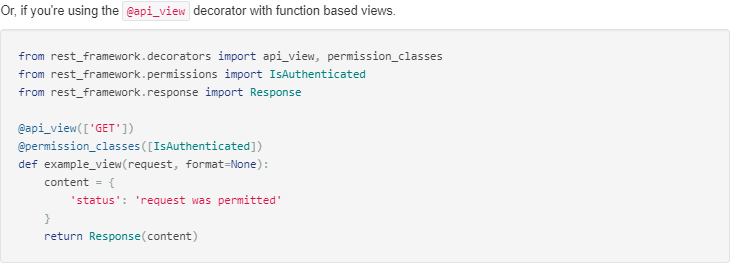 Or, if you're using the @api_view decorator with function based views.
from rest_framework.decorators import api_view, permission_classes
from rest_framework.permissions import IsAuthenticated
from rest_framework.response import Response
@api_view(['GET'])
@permission_classes([IsAuthenticated])
def example_view(request, format=None):
    content = {
        'status': 'request was permitted'
    }
    return Response(content)